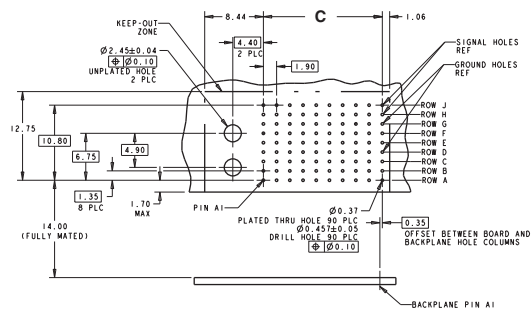 8.44
C
1.06
KEEP-OUT
ZONE
4.40
2 PLC
1.90
SIGNAL HOLES
REF
GROUND HOLES
REF
Ø2.45±0.04
⌖ Ø0.10
UNPLATED HOLE
2 PLC
12.75
10.80
6.75
4.90
1.35
8 PLC
1.70
MAX
ROW J
ROW H
ROW G
ROW F
ROW E
ROW D
ROW C
ROW B
ROW A
PIN A1
Ø0.37
PLATED THRU HOLE 90 PLC
Ø0.457±0.05
DRILL HOLE 90 PLC
⌖ Ø0.10
0.35
OFFSET BETWEEN BOARD AND
BACKPLANE HOLE COLUMNS
14.00
(FULLY MATED)
BACKPLANE PIN A1